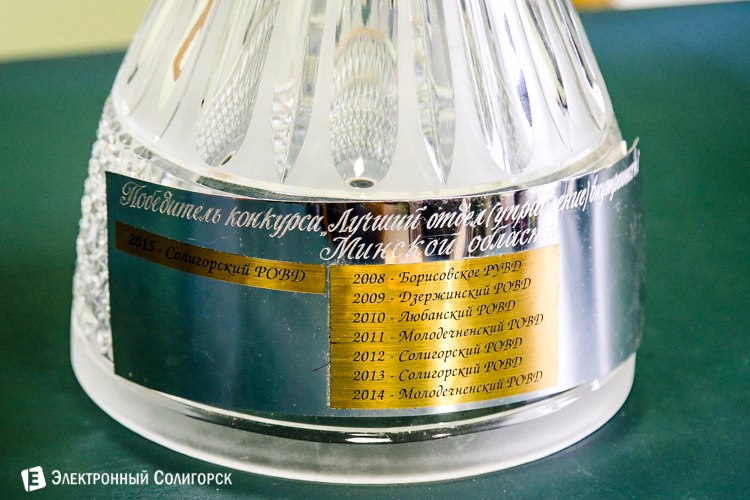 Победитель конкурса „Лучший отдел (управление)
Минской области
2015 - Солигорский РОВД
2008 - Борисовское РУВД
2009 - Дзержинский РОВД
2010 - Любанский РОВД
2011 - Молодечненский РОВД
2012 - Солигорский РОВД
2013 - Солигорский РОВД
2014 - Молодечненский РОВД
Э Электронный Солигорск